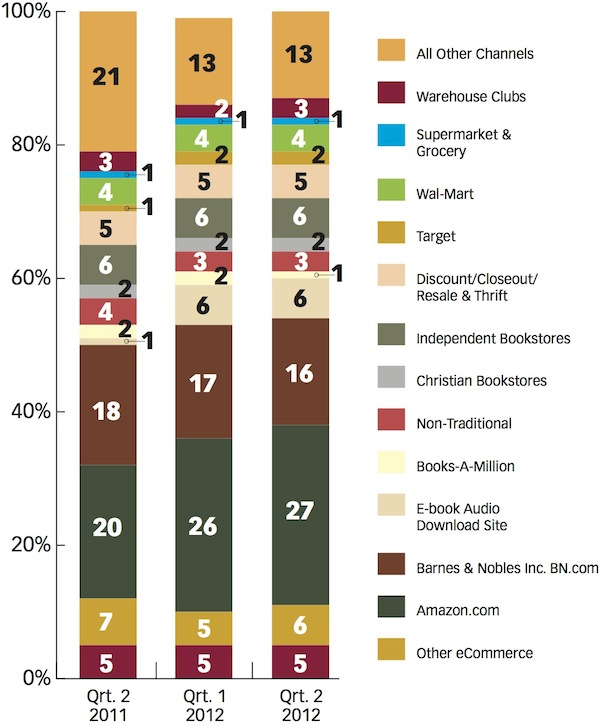 100%
80%
60%
40%
20%
0%
21
3
1
4
1
5
6
2
4
2
1
18
20
7
5
Qrt. 2
2011
13
2
1
4
2
5
6
2
3
2
6
17
26
5
5
Qrt. 1
2012
13
3
1
4
2
5
6
2
3
1
6
16
27
6
5
Qrt. 2
2012
All Other Channels
Warehouse Clubs
Supermarket &
Grocery
Wal-Mart
Target
Discount/Closeout/
Resale & Thrift
Independent Bookstores
Christian Bookstores
Non-Traditional
Books-A-Million
E-book Audio
Download Site
Barnes & Nobles Inc. BN.com
Amazon.com
Other eCommerce